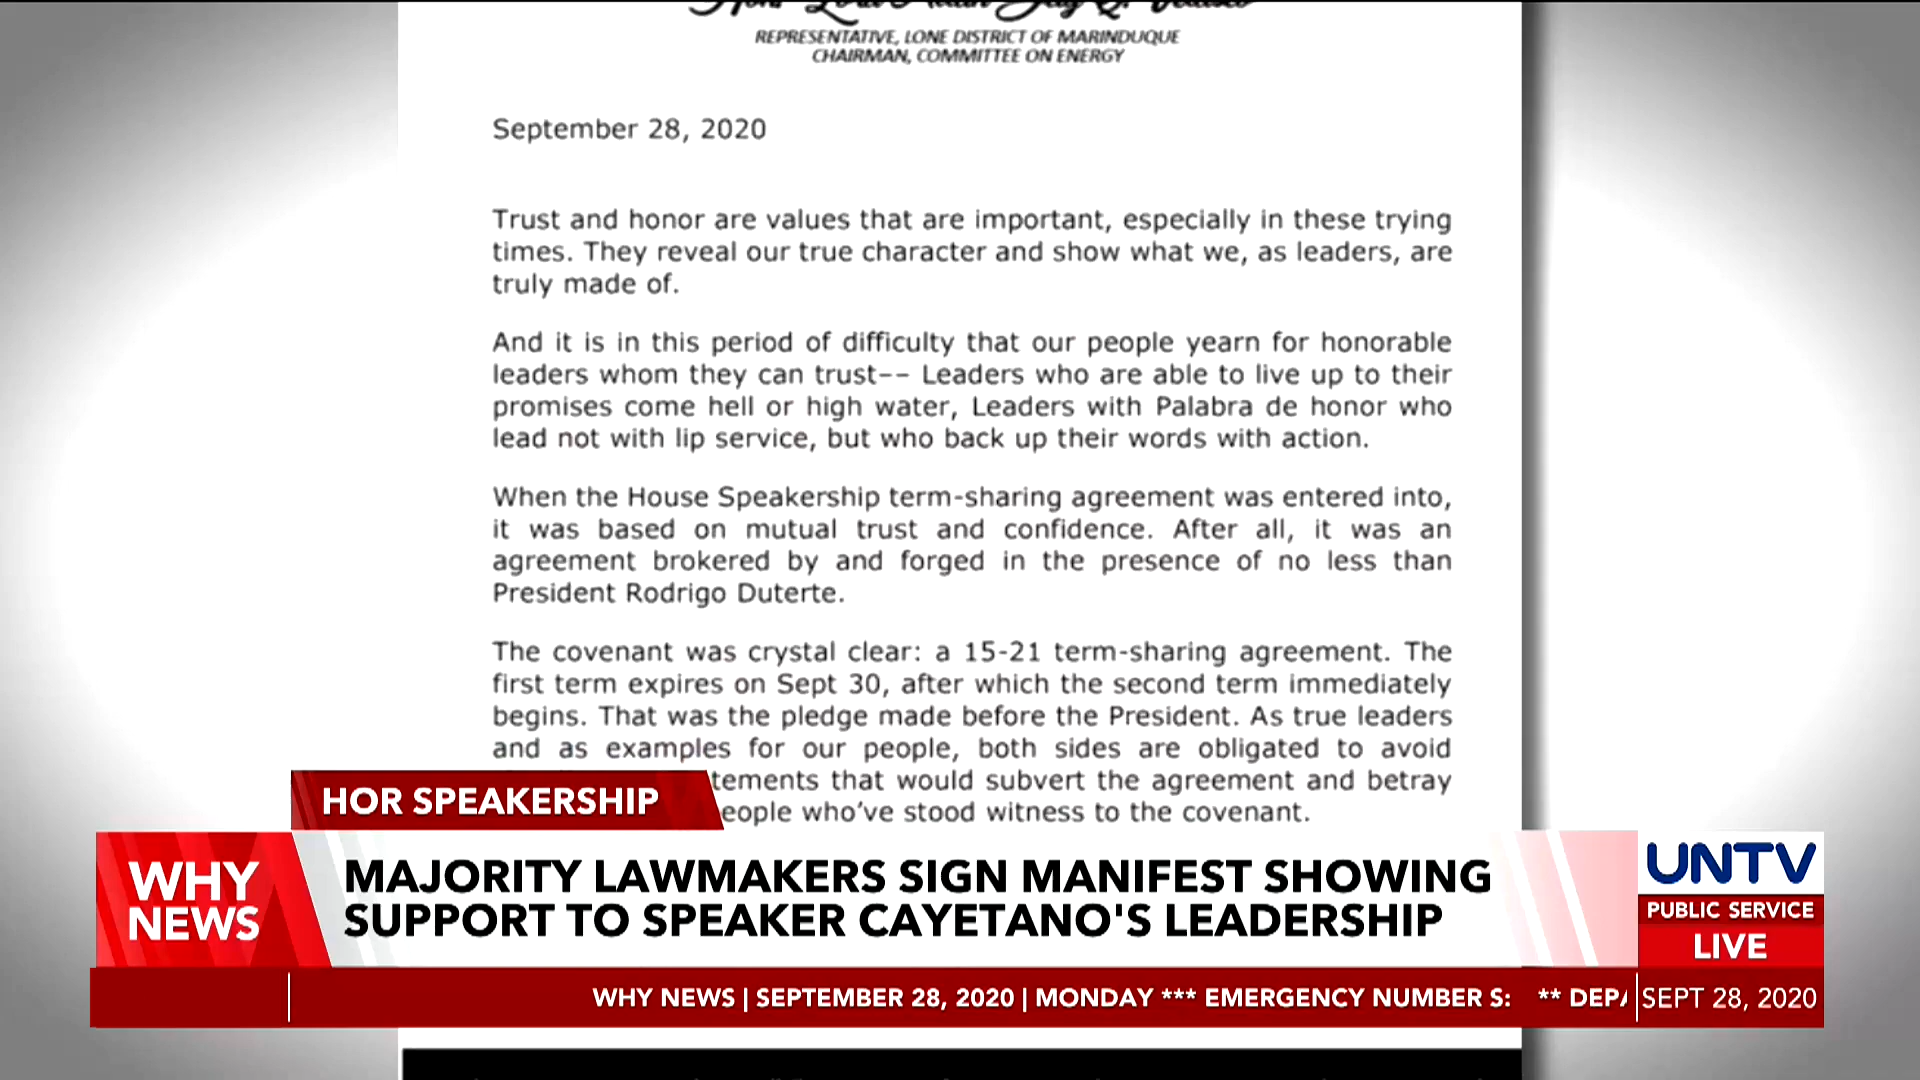 REPRESENTATIVE, LONE DISTRICT OF MARINDUQUE
CHAIRMAN, COMMITTEE ON ENERGY
September 28, 2020
Trust and honor are values that are important, especially in these trying
times. They reveal our true character and show what we, as leaders, are
truly made of.
And it is in this period of difficulty that our people yearn for honorable
leaders whom they can trust-- Leaders who are able to live up to their
promises come hell or high water, Leaders with Palabra de honor who
lead not with lip service, but who back up their words with action.
When the House Speakership term-sharing agreement was entered into,
it was based on mutual trust and confidence. After all, it was an
agreement brokered by and forged in the presence of no less than
President Rodrigo Duterte.
The covenant was crystal clear: a 15-21 term-sharing agreement. The
first term expires on Sept 30, after which the second term immediately
begins. That was the pledge made before the President. As true leaders
and as examples for our people, both sides are obligated to avoid
tements that would subvert the agreement and betray
eople who've stood witness to the covenant.
HOR SPEAKERSHIP
WHY
NEWS
MAJORITY LAWMAKERS SIGN MANIFEST SHOWING
SUPPORT TO SPEAKER CAYETANO'S LEADERSHIP
UNTV
PUBLIC SERVICE
LIVE
WHY NEWS | SEPTEMBER 28, 2020 | MONDAY *** EMERGENCY NUMBER S: ** DEPA
SEPT 28, 2020